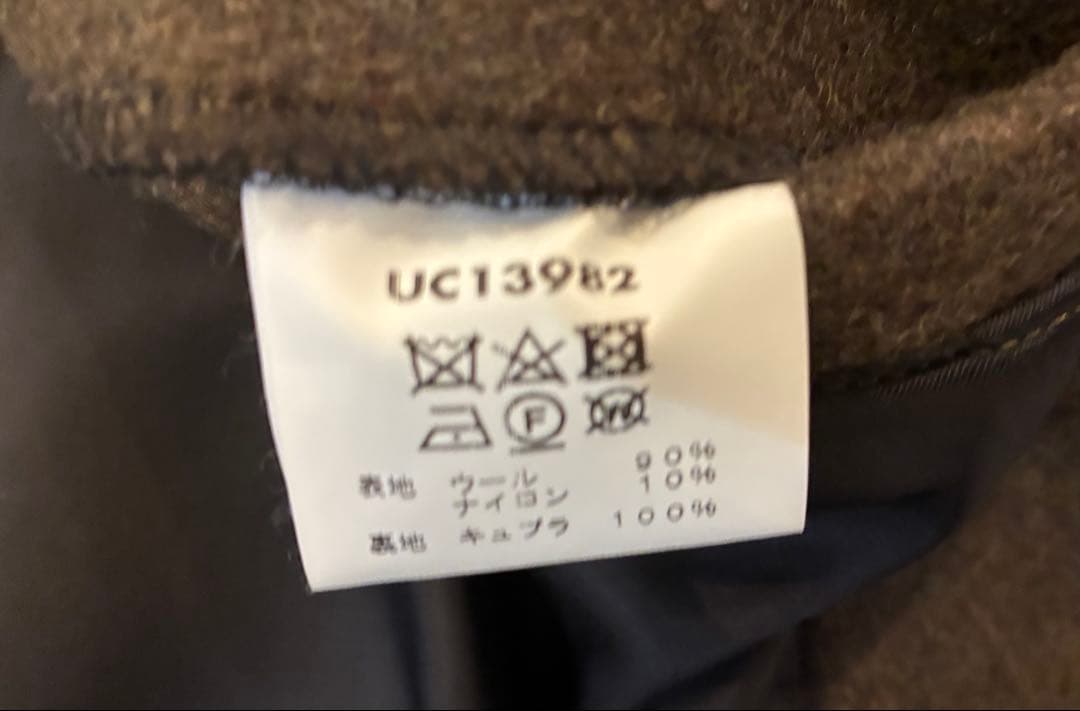 UC13982
F
W
表地 ウール 90%
ナイロン 10%
裏地 キュプラ 100%